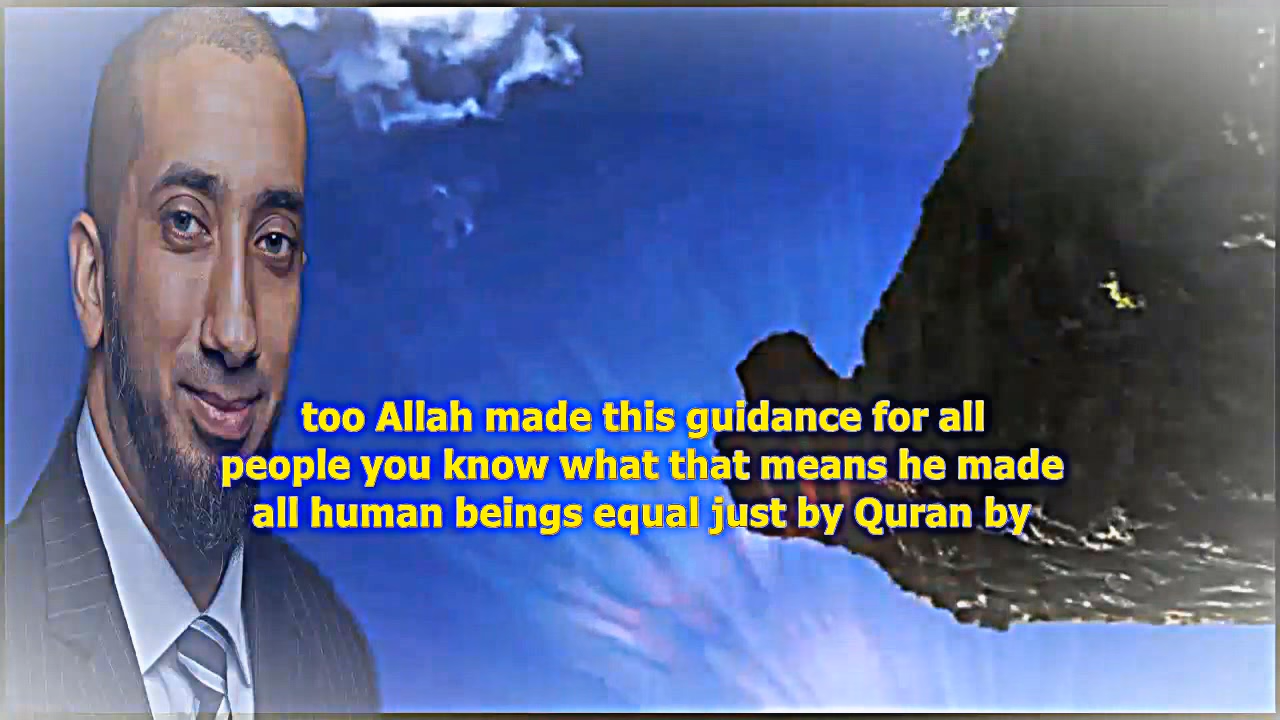 too Allah made this guidance for all
people you know what that means he made
all human beings equal just by Quran by